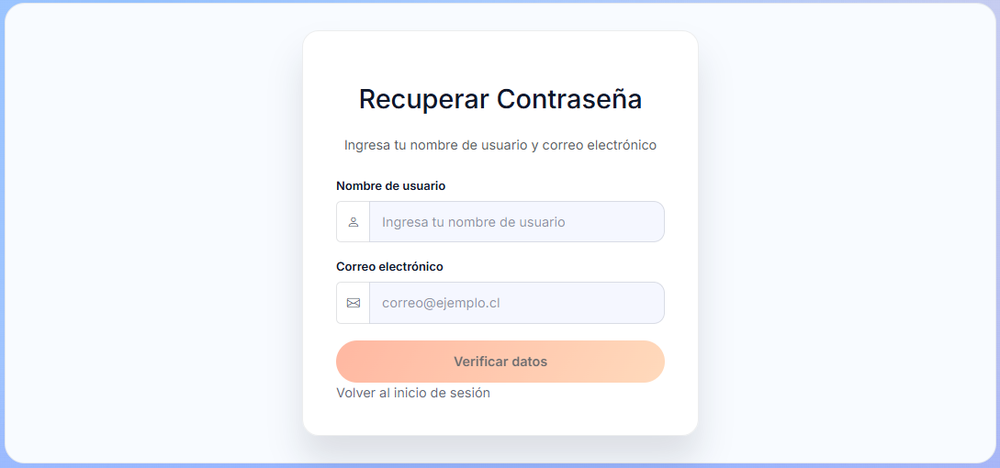 Recuperar Contraseña
Ingresa tu nombre de usuario y correo electrónico
Nombre de usuario
Ingresa tu nombre de usuario
Correo electrónico
correo@ejemplo.cl
Verificar datos
Volver al inicio de sesión